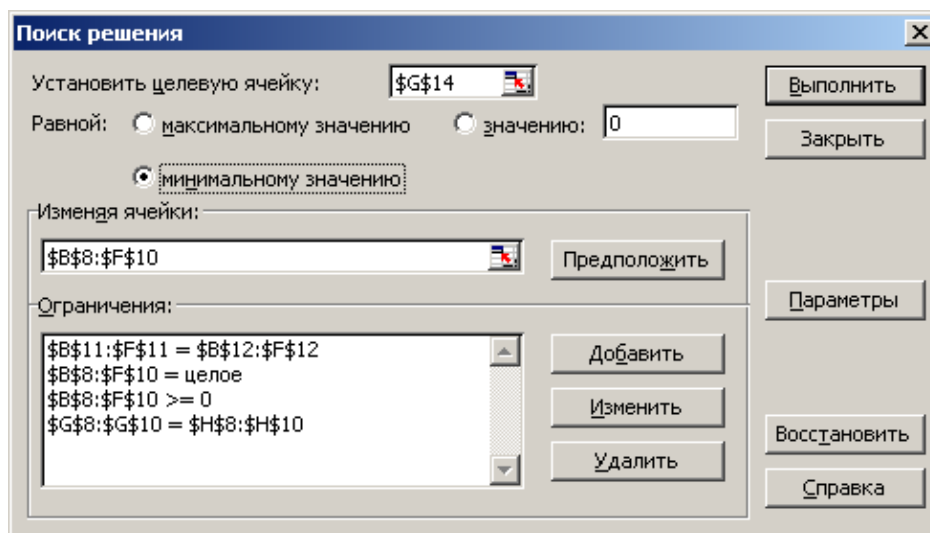 Поиск решения
Установить целевую ячейку: $G$14
Выполнить
Равной: максимальному значению значению: 0
Закрыть
минимальному значению
Изменяя ячейки:
$B$8:$F$10
Предположить
Параметры
Ограничения:
$B$11:$F$11 = $B$12:$F$12
$B$8:$F$10 = целое
$B$8:$F$10 >= 0
$G$8:$G$10 = $H$8:$H$10
Добавить
Изменить
Удалить
Восстановить
Справка